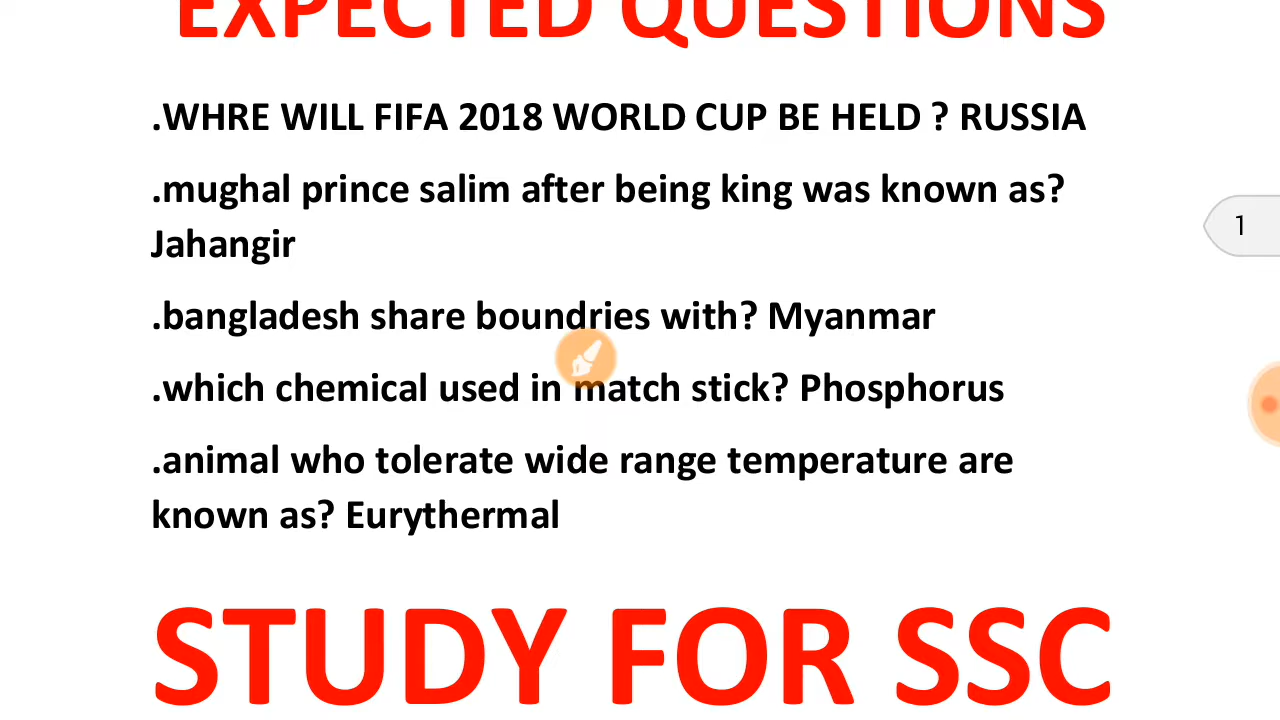 EXPECTED QUESTIONS
.WHRE WILL FIFA 2018 WORLD CUP BE HELD ? RUSSIA
.mughal prince salim after being king was known as?
Jahangir
.bangladesh share boundries with? Myanmar
.which chemical used in match stick? Phosphorus
.animal who tolerate wide range temperature are
known as? Eurythermal
STUDY FOR SSC
1